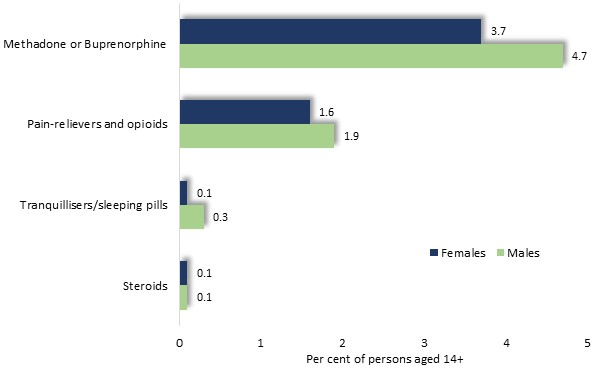 Methadone or Buprenorphine
3.7
4.7
Pain-relievers and opioids
1.6
1.9
Tranquillisers/sleeping pills
0.1
0.3
Steroids
0.1
0.1
Females Males
0 1 2 3 4 5
Per cent of persons aged 14+